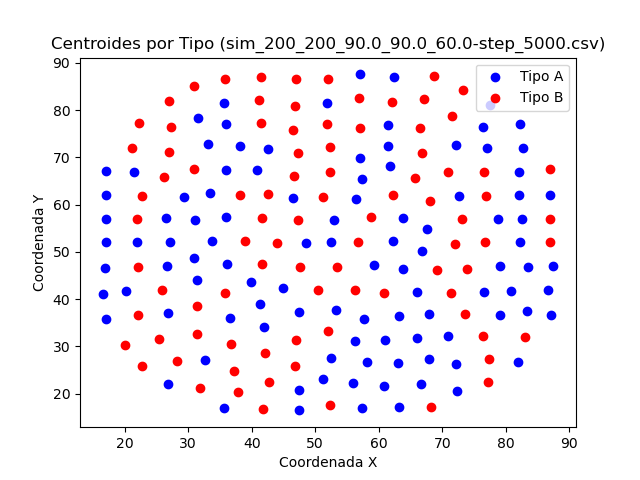 Centroides por Tipo (sim_200_200_90.0_90.0_60.0-step_5000.csv)
Tipo A
Tipo B
90
80
70
60
50
40
30
20
Coordenada Y
20 30 40 50 60 70 80 90
Coordenada X